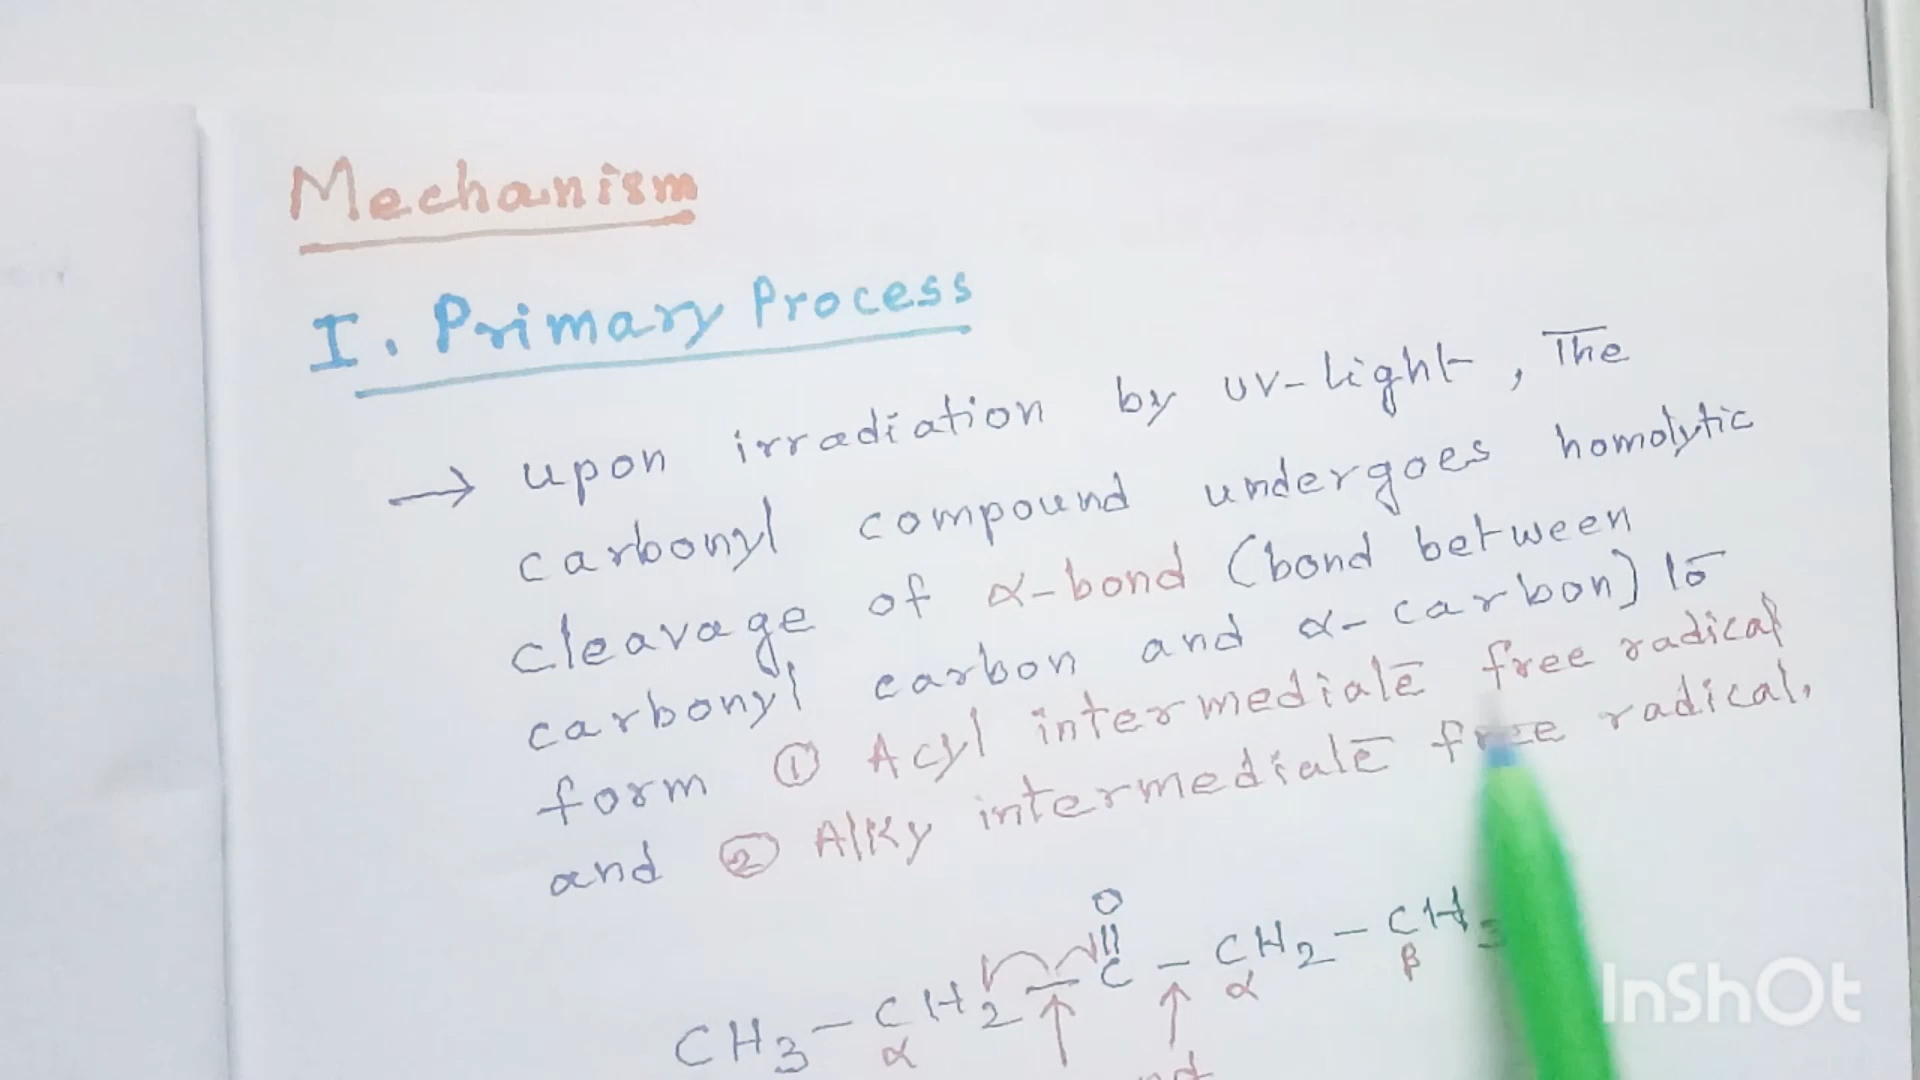 Mechanism
I. Primary Process
→ upon irradiation by UV-light, The
carbonyl compound undergoes homolytic
cleavage of α-bond (bond between
carbonyl carbon and α-carbon) to
form ① Acyl intermediate free radical
and ② Alky intermediate free radical.
O
CH3 - CH2 - C - CH2 - CH3
α α β
InShOt